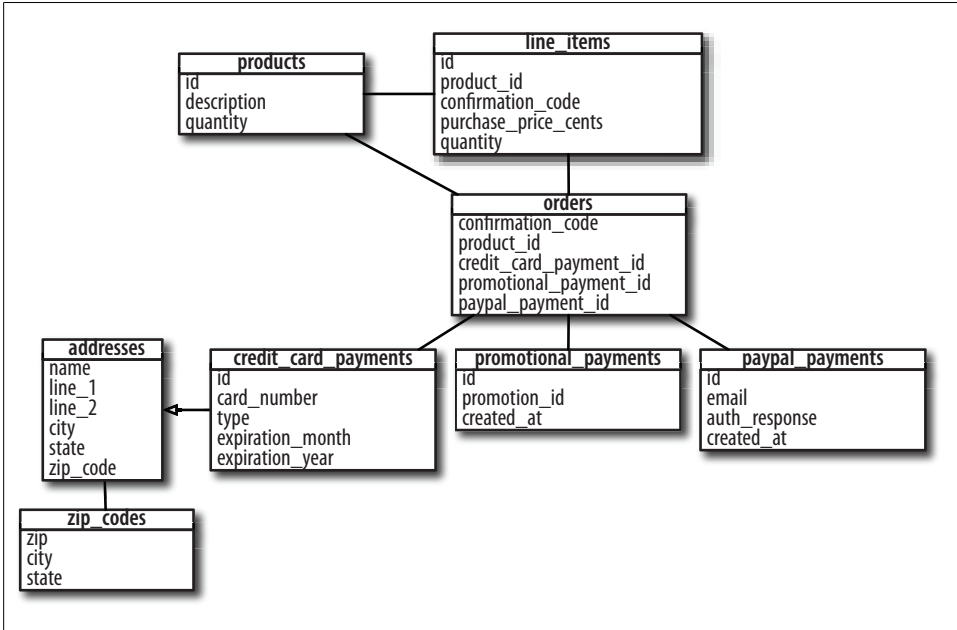 products
id
description
quantity
line_items
id
product_id
confirmation_code
purchase_price_cents
quantity
orders
confirmation_code
product_id
credit_card_payment_id
promotional_payment_id
paypal_payment_id
addresses
name
line_1
line_2
city
state
zip_code
credit_card_payments
id
card_number
type
expiration_month
expiration_year
promotional_payments
id
promotion_id
created_at
paypal_payments
id
email
auth_response
created_at
zip_codes
zip
city
state